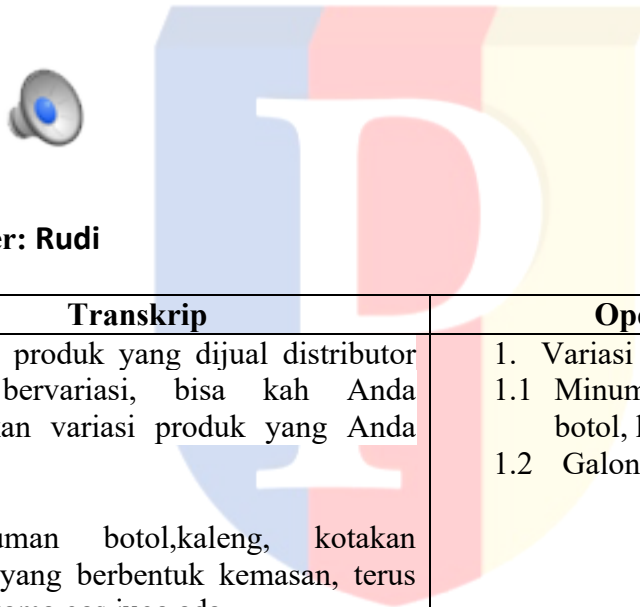 er: Rudi
Transkrip
produk yang dijual distributor
bervariasi, bisa kah Anda
an variasi produk yang Anda
uman botol,kaleng, kotakan
yang berbentuk kemasan, terus
1. Variasi
1.1 Minum
botol,
1.2 Galon